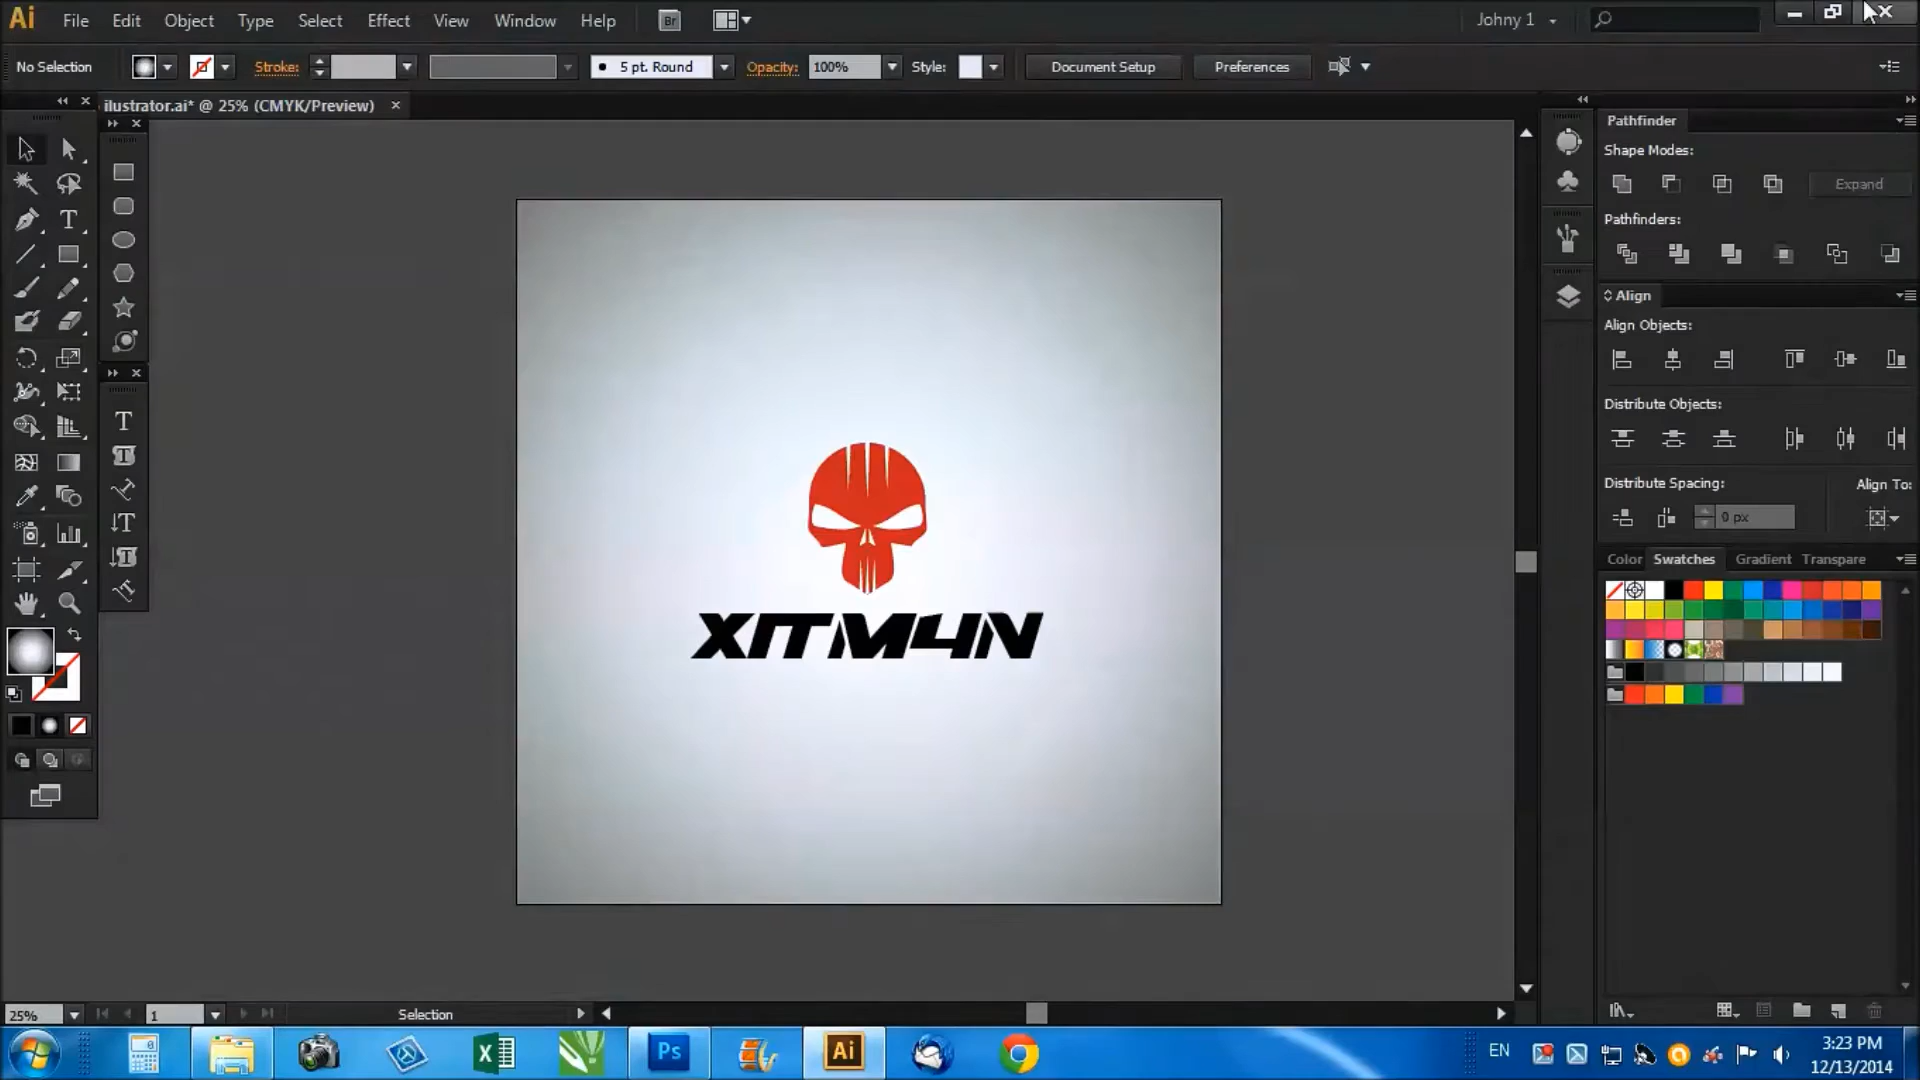 Ai File Edit Object Type Select Effect View Window Help Br Johny 1
No Selection Stroke: 5 pt. Round Opacity: 100% Style: Document Setup Preferences
ilustrator.ai* @ 25% (CMYK/Preview)
Pathfinder
Shape Modes:
Expand
Pathfinders:
Align
Align Objects:
Distribute Objects:
Distribute Spacing: Align To:
0 px
Color Swatches Gradient Transpare
XITM4N
25% 1 Selection
Ps Ai EN 3:23 PM
12/13/2014